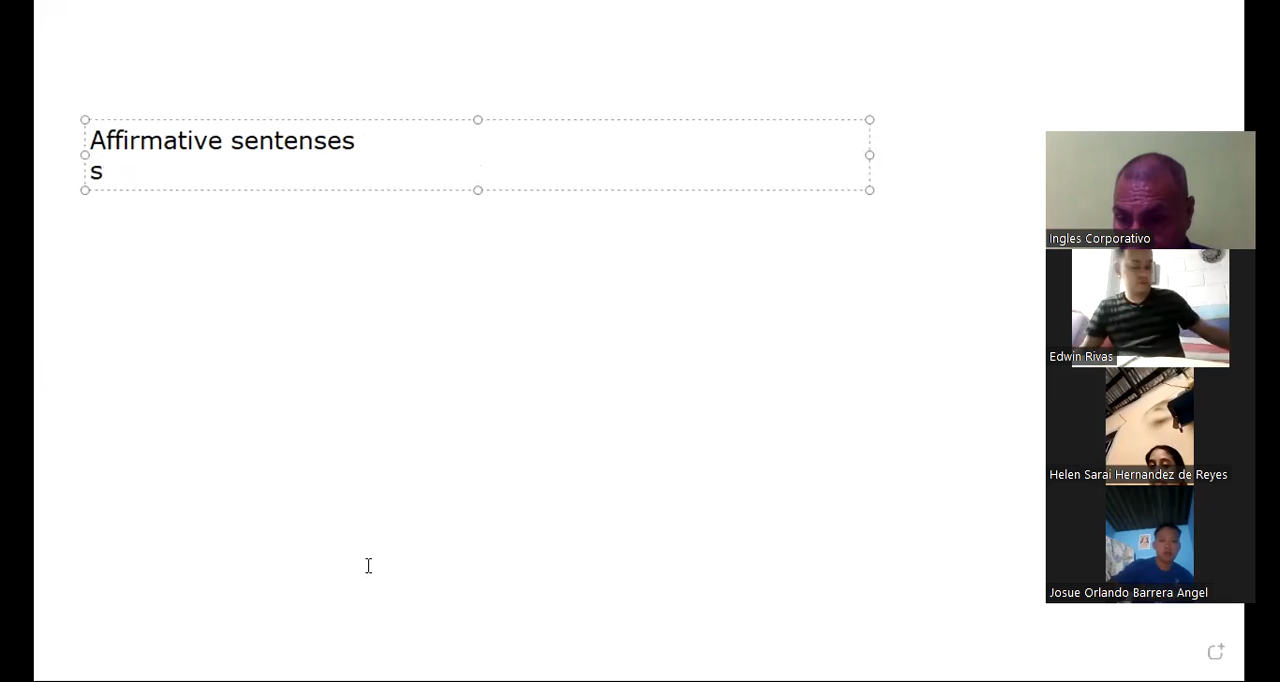 Affirmative sentenses
s
Ingles Corporativo
Edwin Rivas
Helen Sarai Hernandez de Reyes
Josue Orlando Barrera Angel